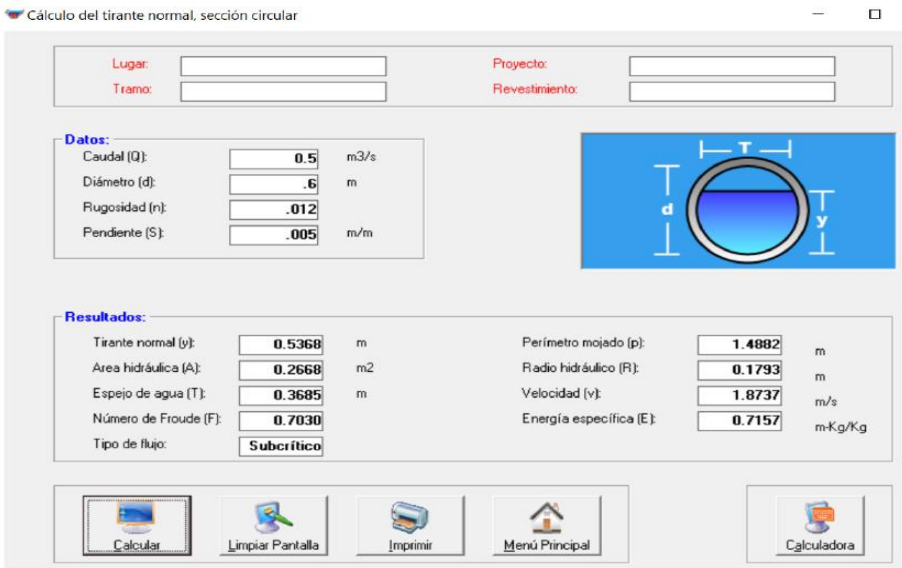 Cálculo del tirante normal, sección circular
Lugar:
Proyecto:
Tramo:
Revestimiento:
Datos:
Caudal (Q): 0.5 m3/s
Diámetro (d): .6 m
Rugosidad (n): .012
Pendiente (S): .005 m/m
T
d
y
Resultados:
Tirante normal (y): 0.5368 m Perímetro mojado (p): 1.4882 m
Area hidráulica (A): 0.2668 m2 Radio hidráulico (R): 0.1793 m
Espejo de agua (T): 0.3685 m Velocidad (v): 1.8737 m/s
Número de Froude (F): 0.7030 Energía específica (E): 0.7157 m-Kg/Kg
Tipo de flujo: Subcrítico
Calcular Limpiar Pantalla Imprimir Menú Principal Calculadora